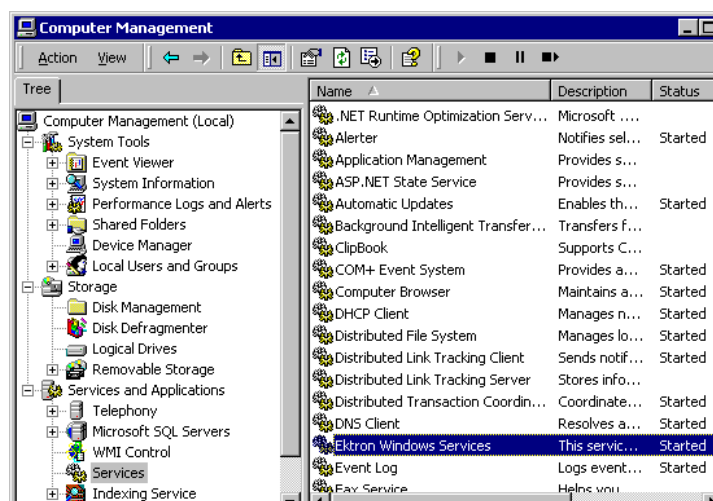 Computer Management
Action View
Tree
Computer Management (Local)
System Tools
Event Viewer
System Information
Performance Logs and Alerts
Shared Folders
Device Manager
Local Users and Groups
Storage
Disk Management
Disk Defragmenter
Logical Drives
Removable Storage
Services and Applications
Telephony
Microsoft SQL Servers
WMI Control
Services
Indexing Service
Name Description Status
.NET Runtime Optimization Serv... Microsoft ....
Alerter Notifies sel... Started
Application Management Provides s...
ASP.NET State Service Provides s...
Automatic Updates Enables th... Started
Background Intelligent Transfer... Transfers f...
ClipBook Supports C...
COM+ Event System Provides a... Started
Computer Browser Maintains a... Started
DHCP Client Manages n... Started
Distributed File System Manages lo... Started
Distributed Link Tracking Client Sends notif... Started
Distributed Link Tracking Server Stores info...
Distributed Transaction Coordin... Coordinate... Started
DNS Client Resolves a... Started
Ektron Windows Services This servic... Started
Event Log Logs event... Started
Fax Service Helps you